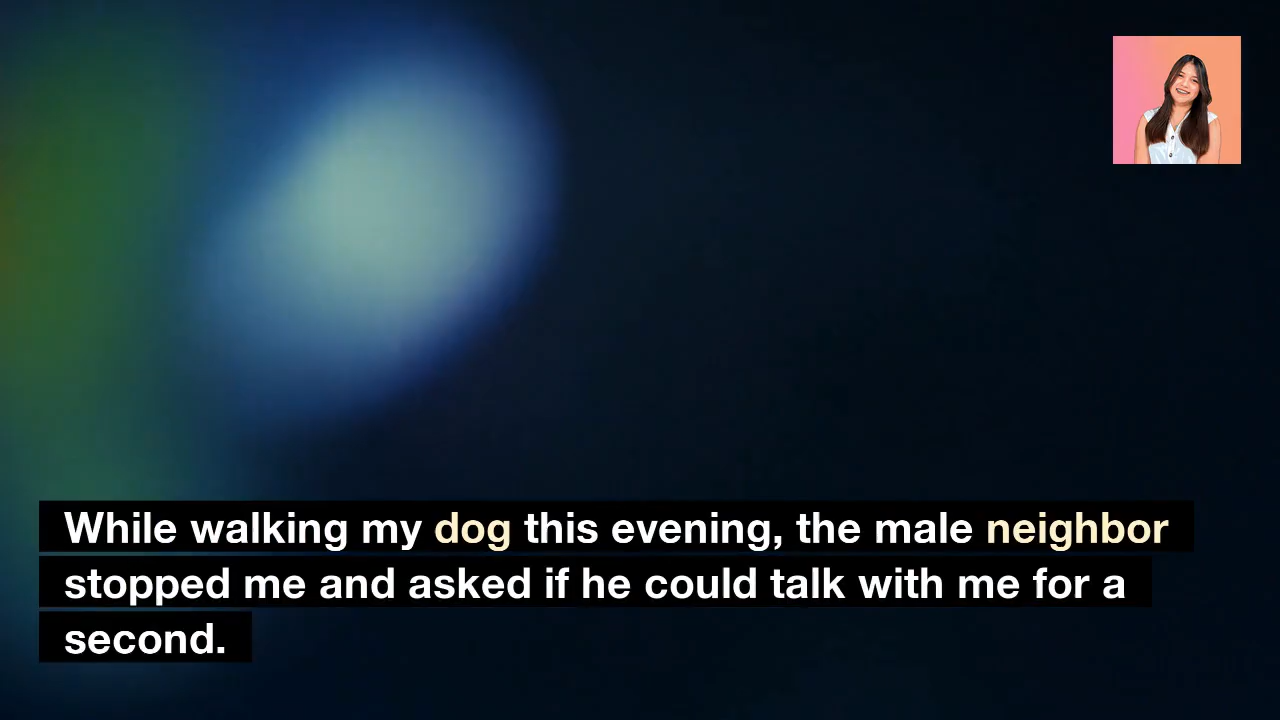 While walking my dog this evening, the male neighbor
stopped me and asked if he could talk with me for a
second.